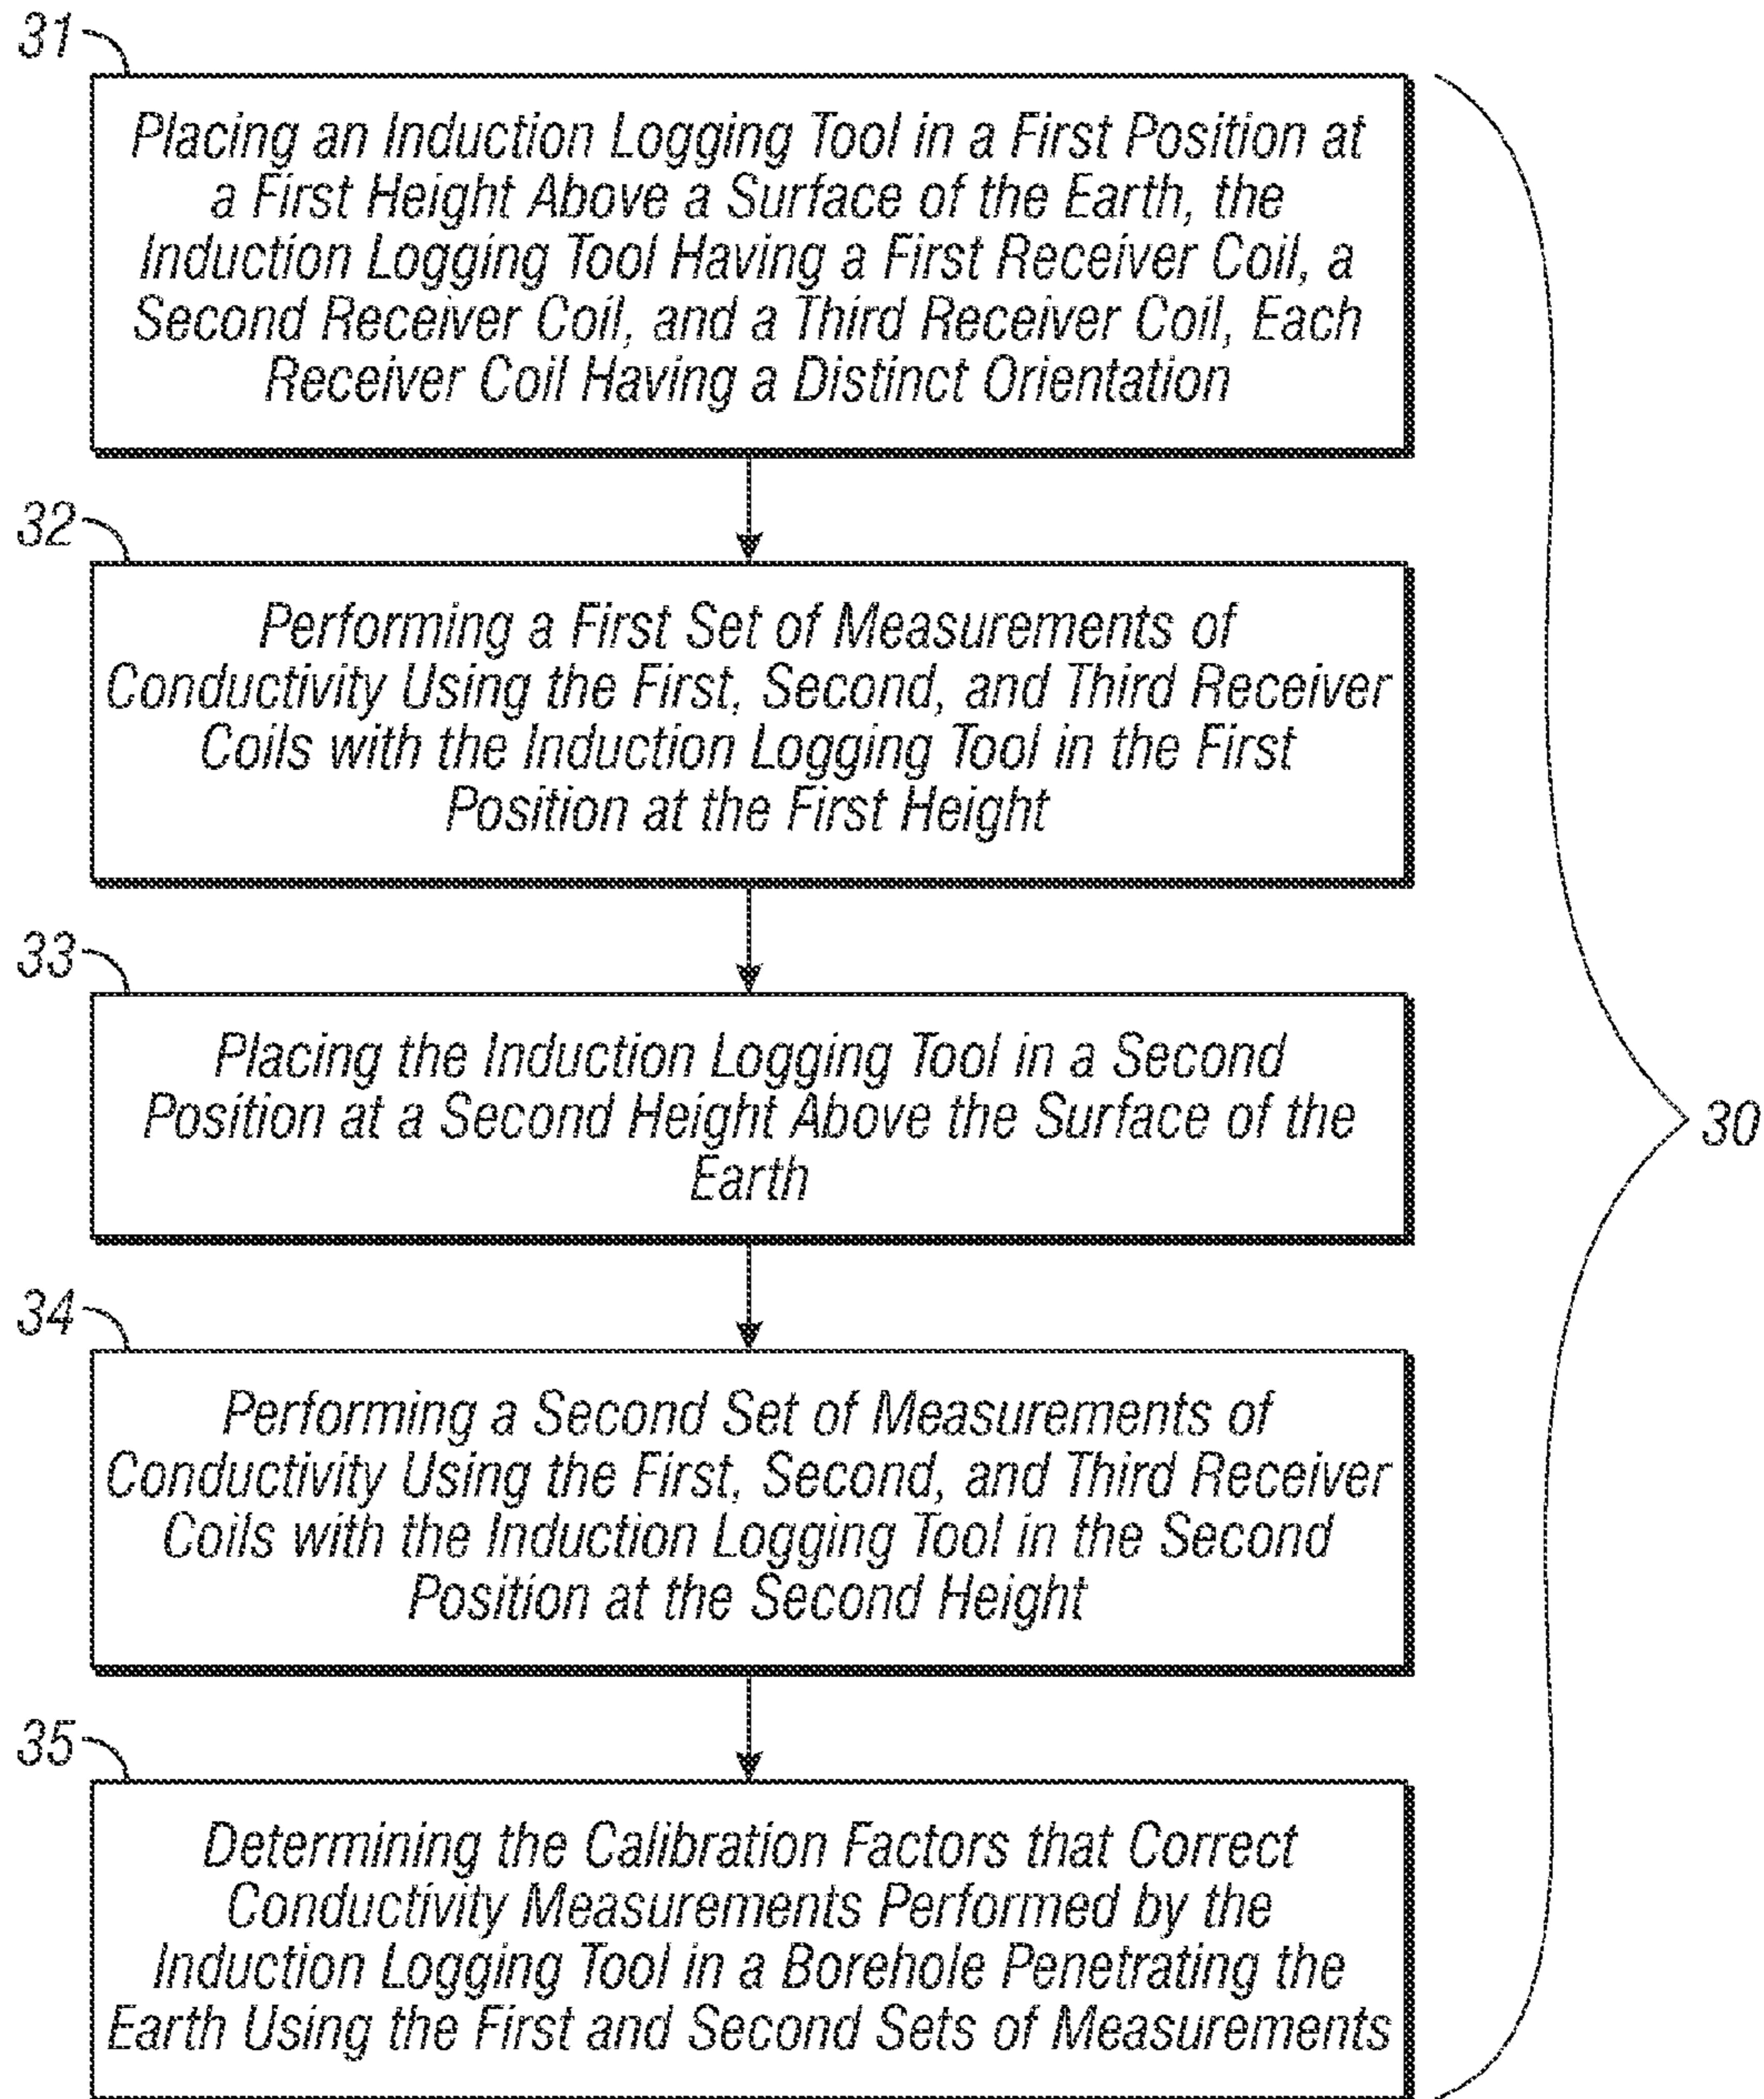 31
Placing an Induction Logging Tool in a First Position at
a First Height Above a Surface of the Earth, the
Induction Logging Tool Having a First Receiver Coil, a
Second Receiver Coil, and a Third Receiver Coil, Each
Receiver Coil Having a Distinct Orientation
32
Performing a First Set of Measurements of
Conductivity Using the First, Second, and Third Receiver
Coils with the Induction Logging Tool in the First
Position at the First Height
33
Placing the Induction Logging Tool in a Second
Position at a Second Height Above the Surface of the
Earth
30
34
Performing a Second Set of Measurements of
Conductivity Using the First, Second, and Third Receiver
Coils with the Induction Logging Tool in the Second
Position at the Second Height
35
Determining the Calibration Factors that Correct
Conductivity Measurements Performed by the
Induction Logging Tool in a Borehole Penetrating the
Earth Using the First and Second Sets of Measurements